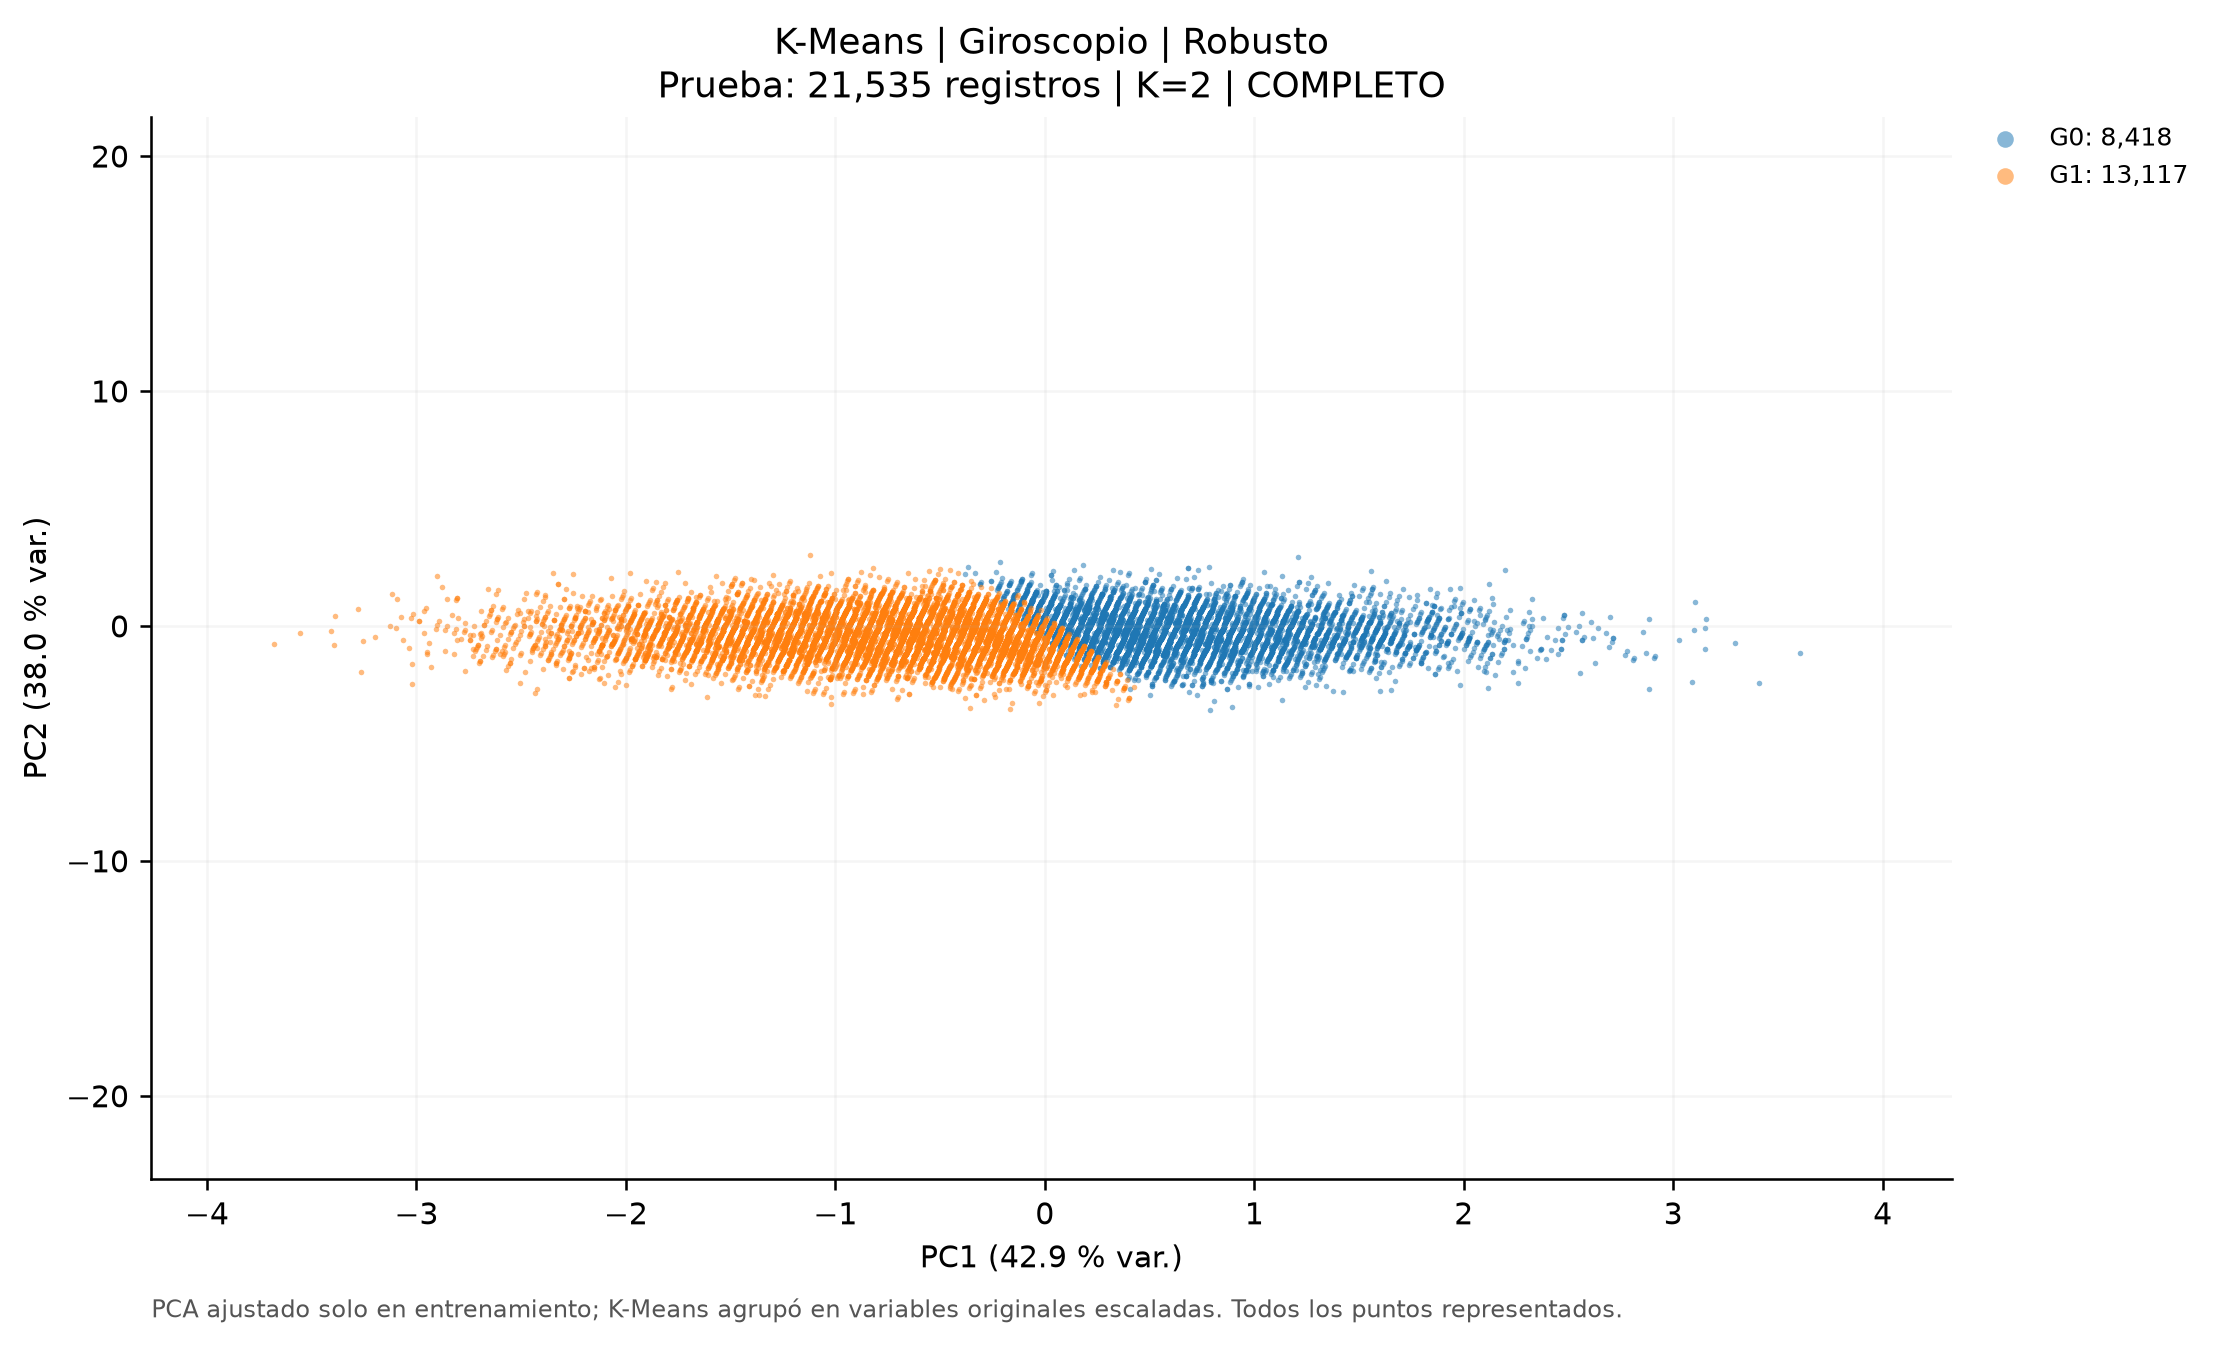 K-Means | Giroscopio | Robusto
Prueba: 21,535 registros | K=2 | COMPLETO
G0: 8,418
G1: 13,117
20
10
0
−10
−20
PC2 (38.0 % var.)
−4
−3
−2
−1
0
1
2
3
4
PC1 (42.9 % var.)
PCA ajustado solo en entrenamiento; K-Means agrupó en variables originales escaladas. Todos los puntos representados.